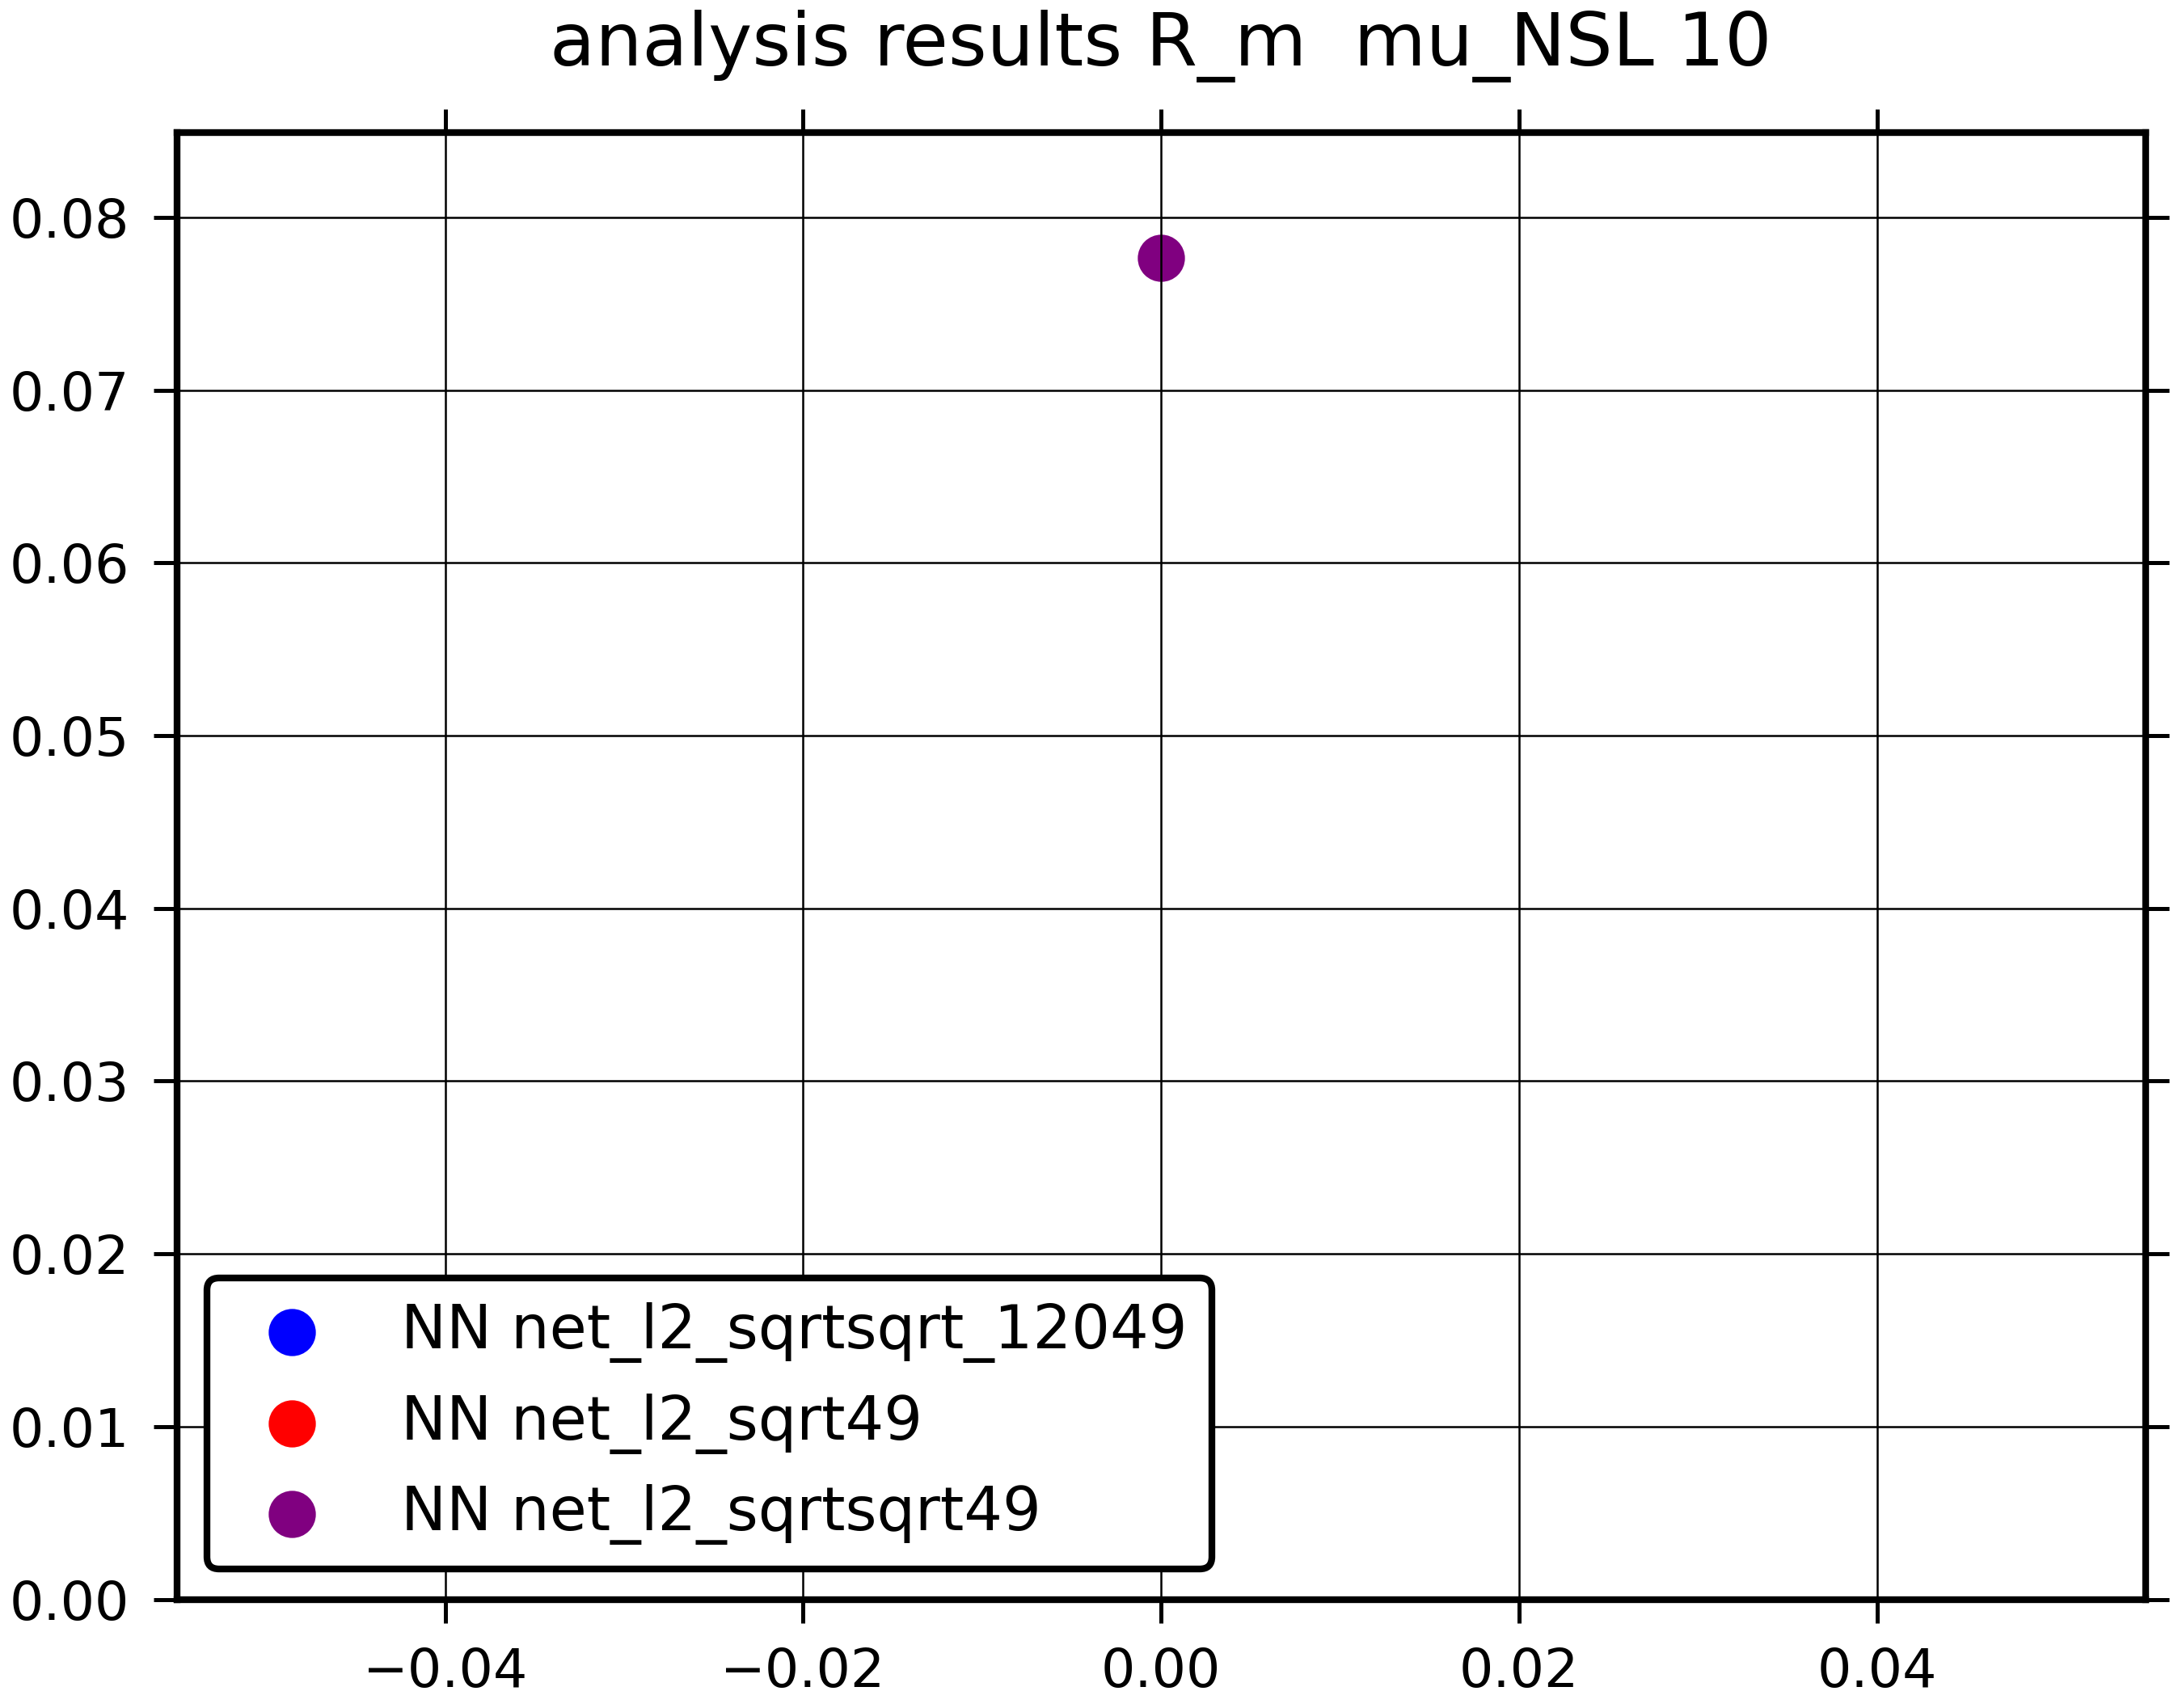 analysis results R_m  mu_NSL 10
0.08
0.07
0.06
0.05
0.04
0.03
0.02
0.01
0.00
NN net_l2_sqrtsqrt_12049
NN net_l2_sqrt49
NN net_l2_sqrtsqrt49
−0.04 −0.02 0.00 0.02 0.04